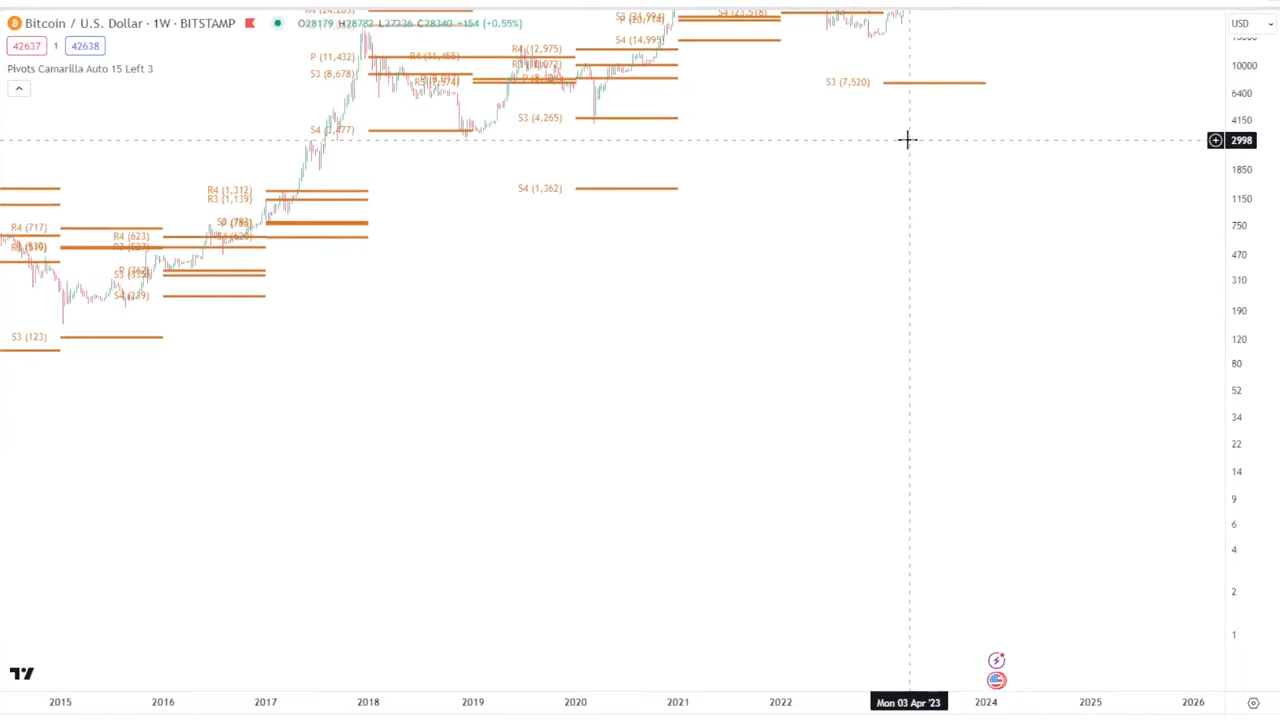 Bitcoin / U.S. Dollar · 1W · BITSTAMP O28179 H28782 L27236 C28340 +154 (+0.55%)
USD
42637 1 42638
Pivots Camarilla Auto 15 Left 3
S4 (14,995)
R4 (12,975)
P (11,432)
R4 (11,455)
S3 (8,678)
S3 (7,520)
S3 (4,265)
S4 (3,477)
S4 (1,362)
R4 (1,312)
R3 (1,139)
R4 (717)
R4 (623)
S4 (239)
S3 (123)
10000
6400
4150
2998
1850
1150
750
470
310
190
120
80
52
34
22
14
9
6
4
2
1
2015 2016 2017 2018 2019 2020 2021 2022 Mon 03 Apr '23 2024 2025 2026